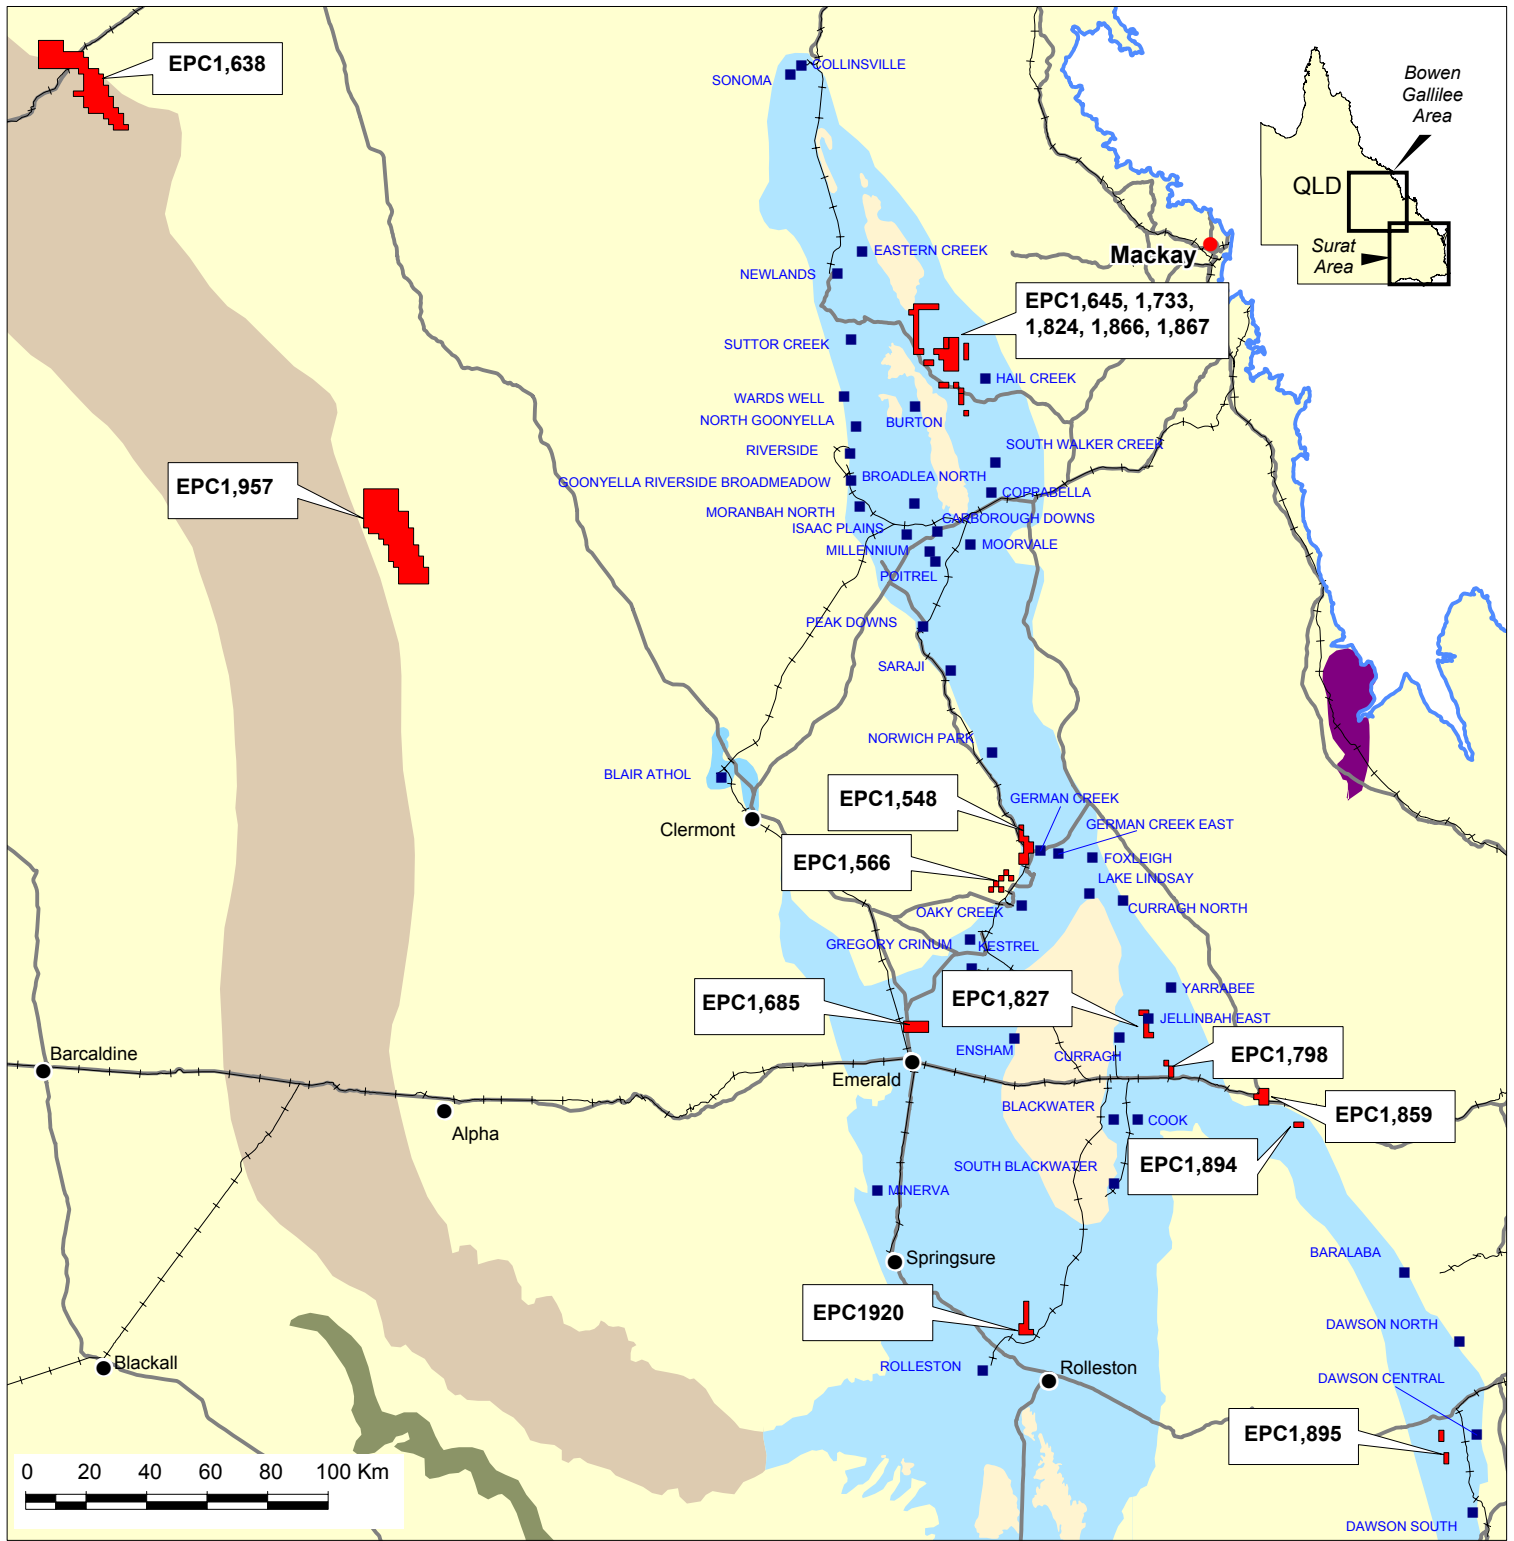 EPC1,638
COLLINSVILLE
SONOMA
Bowen
Gallilee
Area
QLD
Surat
Area
Mackay
EASTERN CREEK
NEWLANDS
EPC1,645, 1,733,
1,824, 1,866, 1,867
SUTTOR CREEK
HAIL CREEK
WARDS WELL
NORTH GOONYELLA
BURTON
RIVERSIDE
SOUTH WALKER CREEK
GOONYELLA RIVERSIDE BROADMEADOW
BROADLEA NORTH
EPC1,957
COPRABELLA
MORANBAH NORTH
CARBOROUGH DOWNS
ISAAC PLAINS
MILLENNIUM
MOORVALE
POITREL
PEAK DOWNS
SARAJI
NORWICH PARK
BLAIR ATHOL
EPC1,548
GERMAN CREEK
GERMAN CREEK EAST
Clermont
EPC1,566
FOXLEIGH
LAKE LINDSAY
OAKY CREEK
CURRAGH NORTH
GREGORY CRINUM
KESTREL
EPC1,685
EPC1,827
YARRABEE
JELLINBAH EAST
ENSHAM
CURRAGH
EPC1,798
Barcaldine
Emerald
BLACKWATER
COOK
EPC1,859
Alpha
SOUTH BLACKWATER
EPC1,894
MINERVA
Springsure
BARALABA
EPC1920
DAWSON NORTH
Blackall
ROLLESTON
Rolleston
DAWSON CENTRAL
EPC1,895
0 20 40 60 80 100 Km
DAWSON SOUTH